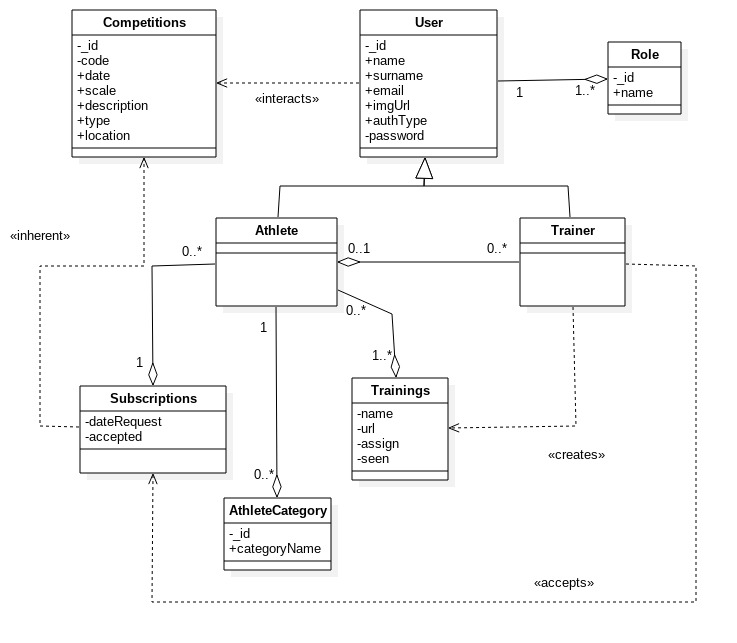 Competitions
-_id
-code
+date
+scale
+description
+type
+location
User
-_id
+name
+surname
+email
+imgUrl
+authType
-password
Role
-_id
+name
«interacts»
1
1..*
«inherent»
Athlete
Trainer
0..*
0..1
0..*
0..*
1
1..*
1
Subscriptions
-dateRequest
-accepted
Trainings
-name
-url
-assign
-seen
«creates»
0..*
AthleteCategory
-_id
+categoryName
«accepts»